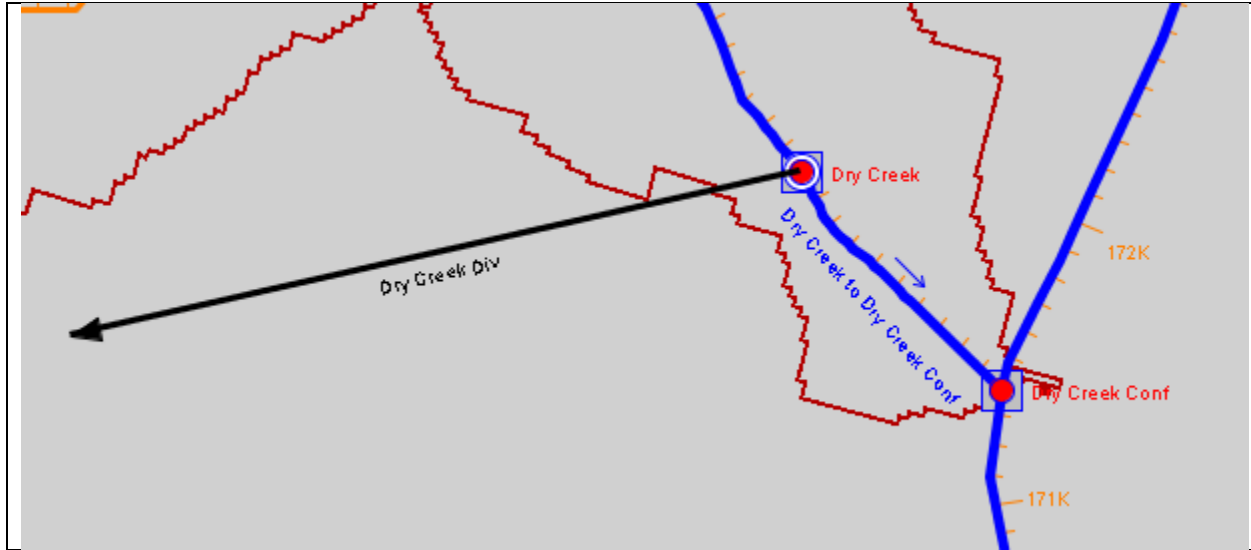 Dry Creek
Dry Creek to Dry Creek Conf
172K
Dry Creek Div
Dry Creek Conf
171K